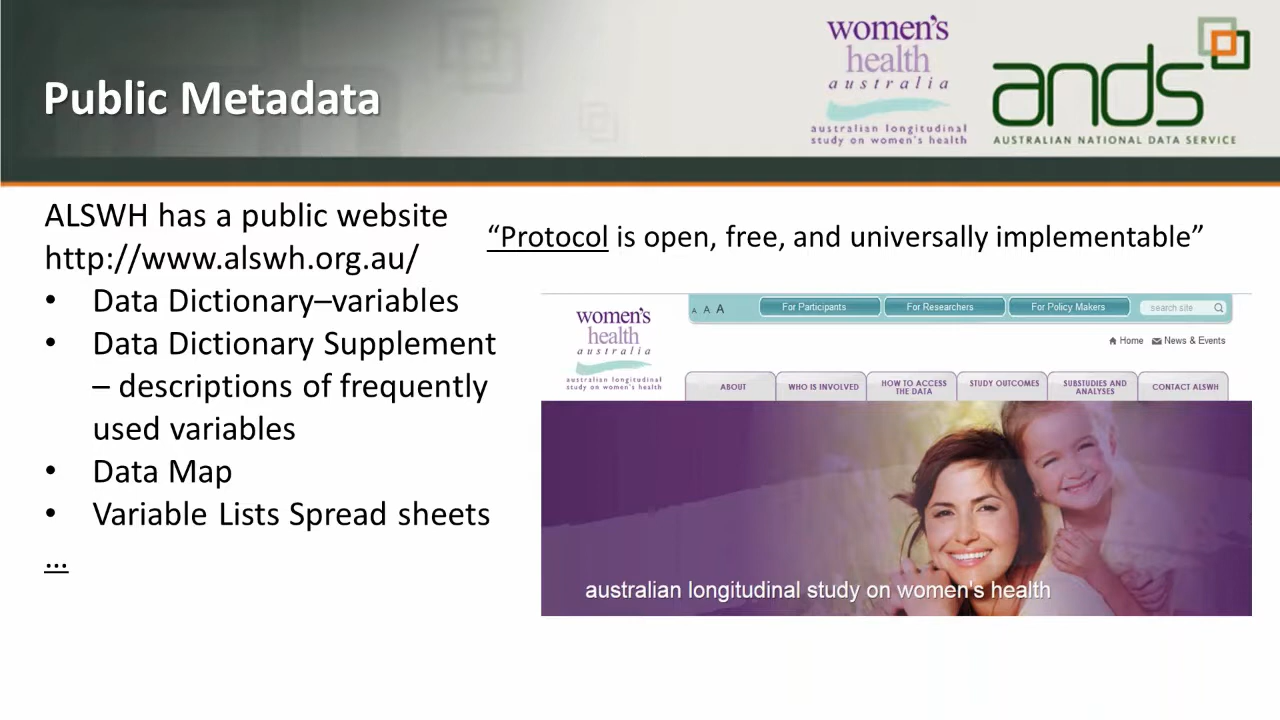 Public Metadata
women's
health
australia
australian longitudinal
study on women's health
ands
AUSTRALIAN NATIONAL DATA SERVICE
ALSWH has a public website
http://www.alswh.org.au/
• Data Dictionary–variables
• Data Dictionary Supplement
– descriptions of frequently
used variables
• Data Map
• Variable Lists Spread sheets
...
“Protocol is open, free, and universally implementable”
women's
health
australia
australian longitudinal
study on women's health
A A A
For Participants
For Researchers
For Policy Makers
search site
Home
News & Events
ABOUT
WHO IS INVOLVED
HOW TO ACCESS
THE DATA
STUDY OUTCOMES
SUBSTUDIES AND
ANALYSES
CONTACT ALSWH
australian longitudinal study on women's health